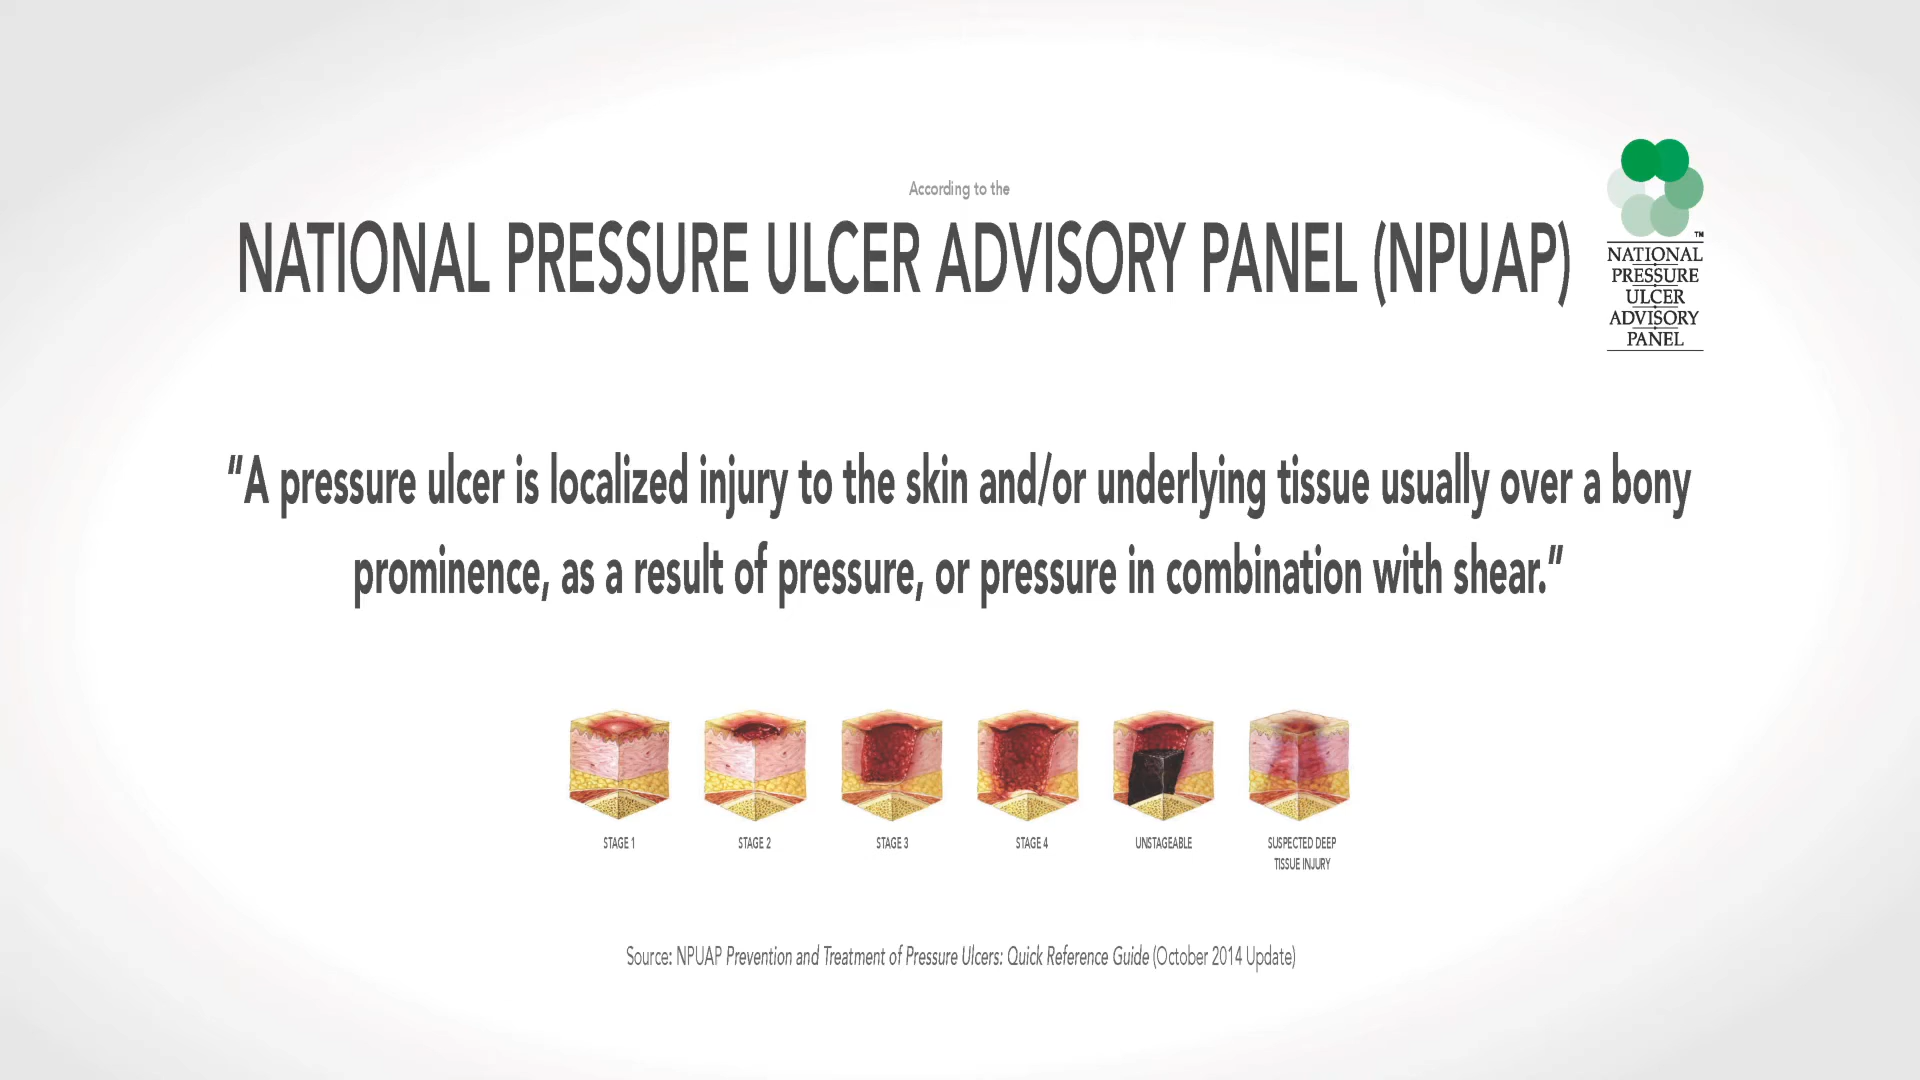 According to the
NATIONAL PRESSURE ULCER ADVISORY PANEL (NPUAP)
™
NATIONAL
PRESSURE
ULCER
ADVISORY
PANEL
"A pressure ulcer is localized injury to the skin and/or underlying tissue usually over a bony
prominence, as a result of pressure, or pressure in combination with shear."
STAGE 1
STAGE 2
STAGE 3
STAGE 4
UNSTAGEABLE
SUSPECTED DEEP
TISSUE INJURY
Source: NPUAP Prevention and Treatment of Pressure Ulcers: Quick Reference Guide (October 2014 Update)